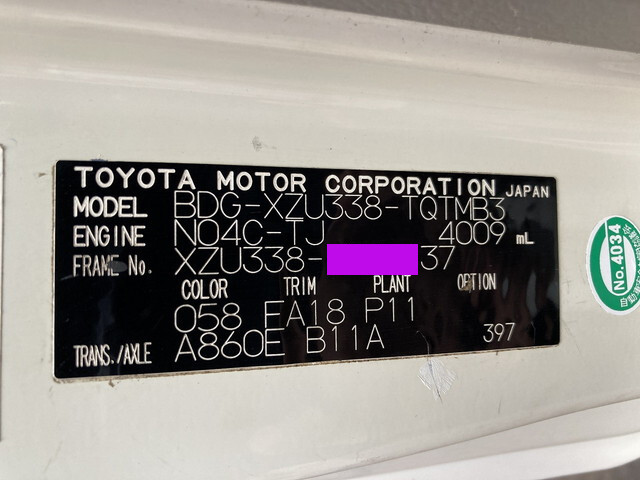 TOYOTA MOTOR CORPORATION JAPAN
MODEL BDG-XZU338-TQTMB3
ENGINE N04C-TJ 4009 mL
FRAME No. XZU338- 37
COLOR TRIM PLANT OPTION
058 FA18 P11
TRANS./AXLE A860E B11A 397
No.4034